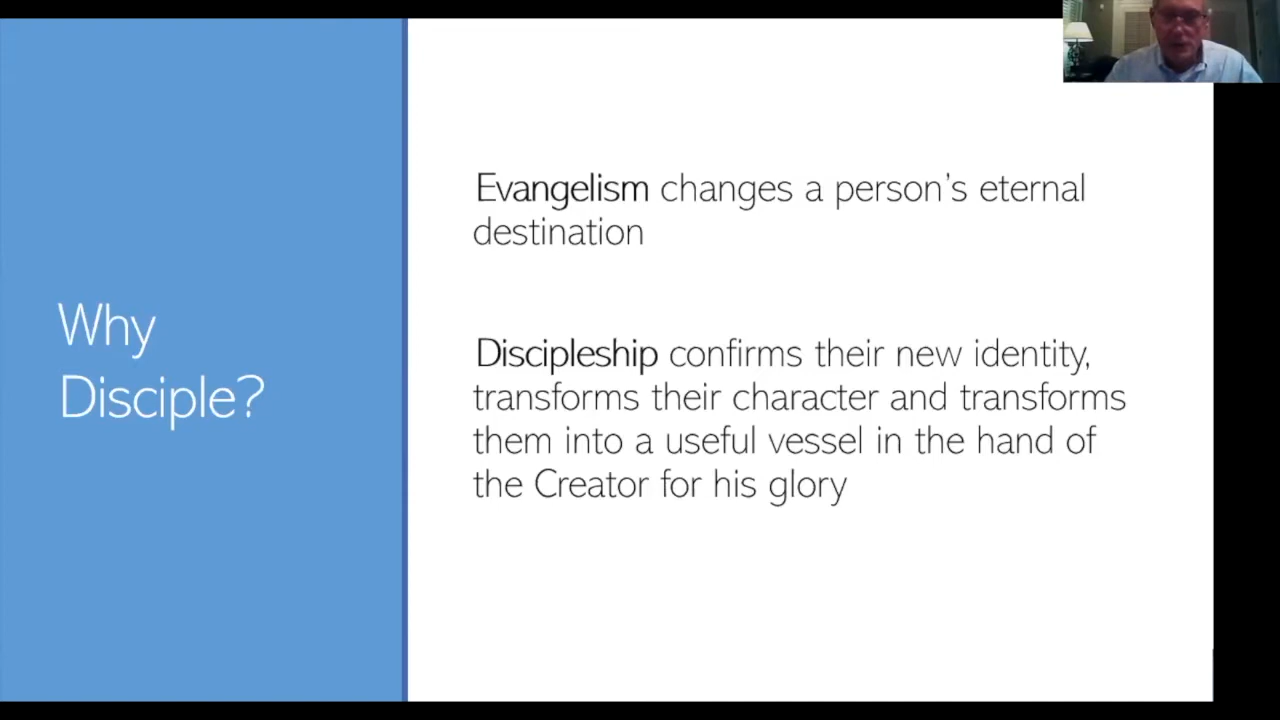 Why
Disciple?
Evangelism changes a person’s eternal
destination
Discipleship confirms their new identity,
transforms their character and transforms
them into a useful vessel in the hand of
the Creator for his glory